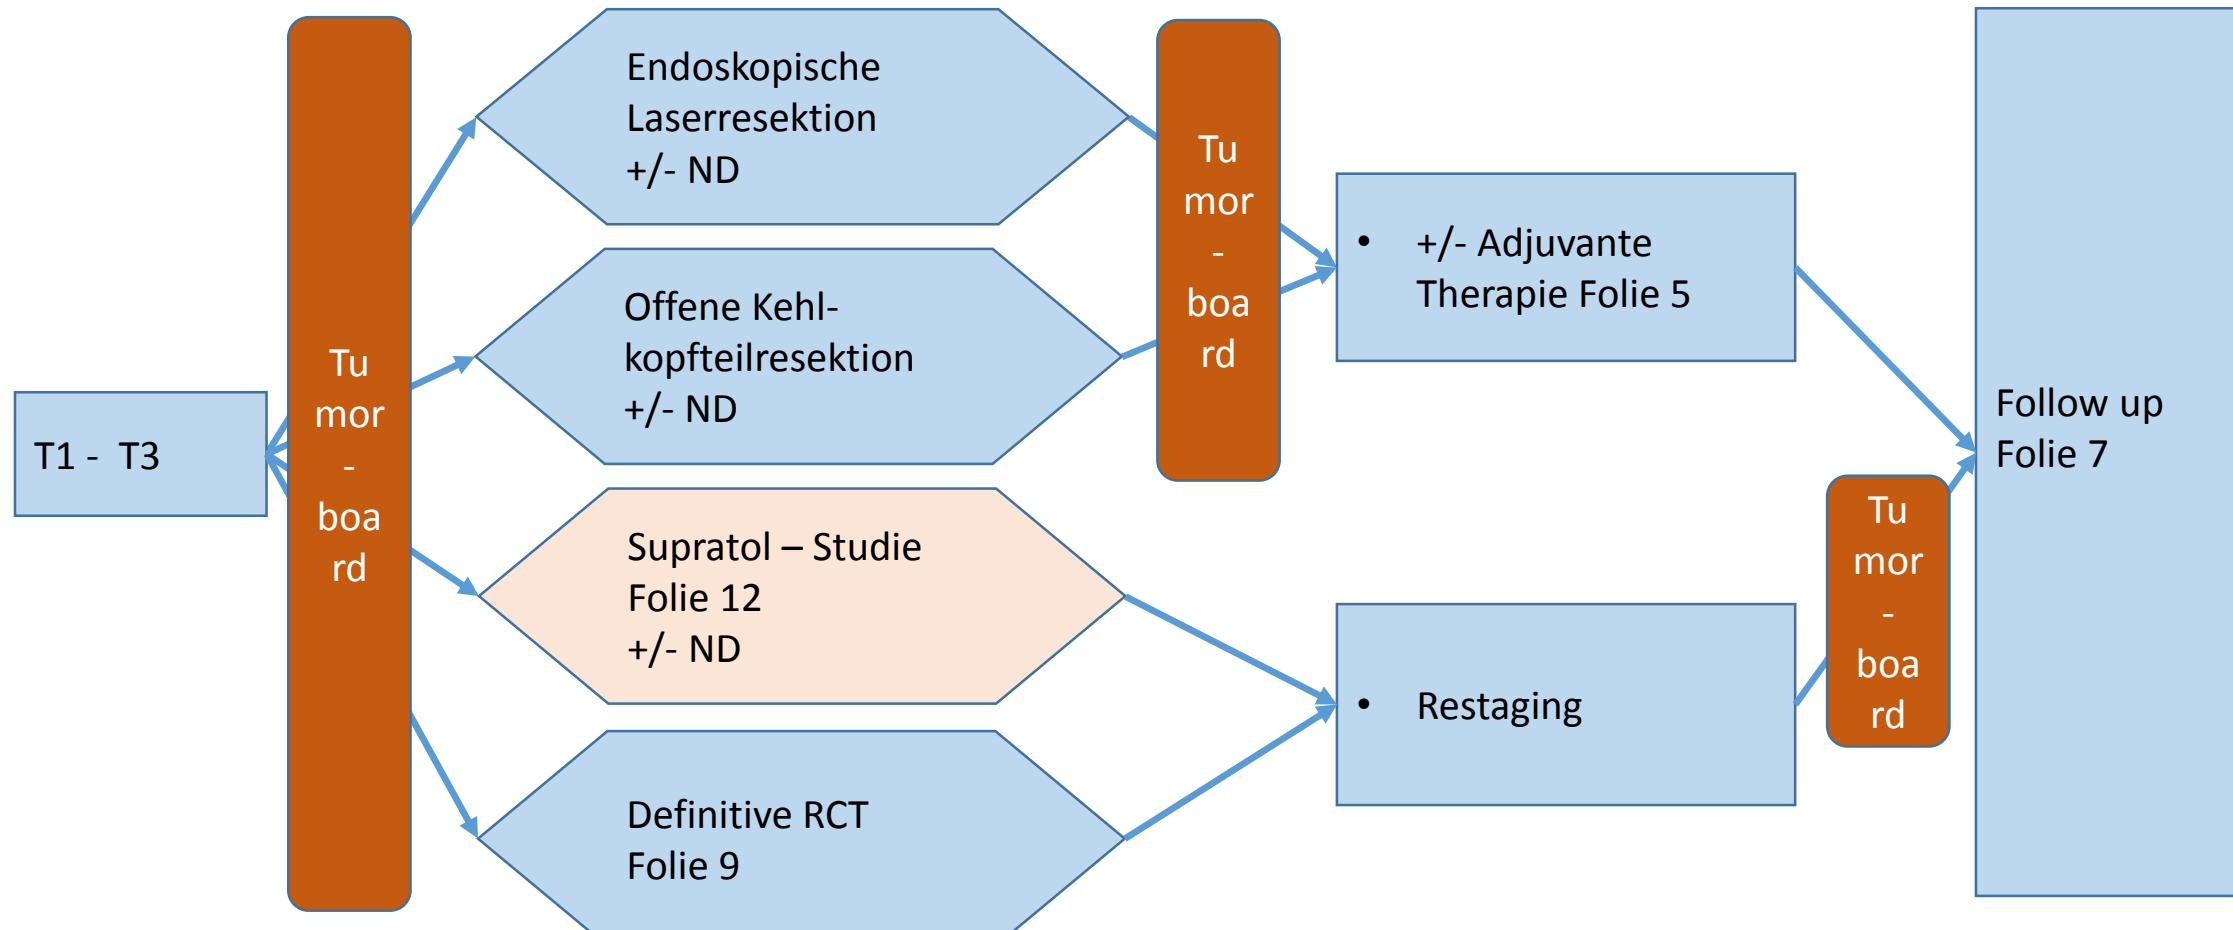 T1 -  T3
Tu
mor
-
boa
rd
Endoskopische
Laserresektion
+/- ND
Offene Kehl-
kopfteilresektion
+/- ND
Supratol – Studie
Folie 12
+/- ND
Definitive RCT
Folie 9
Tu
mor
-
boa
rd
• +/- Adjuvante
Therapie Folie 5
• Restaging
Tu
mor
-
boa
rd
Follow up
Folie 7